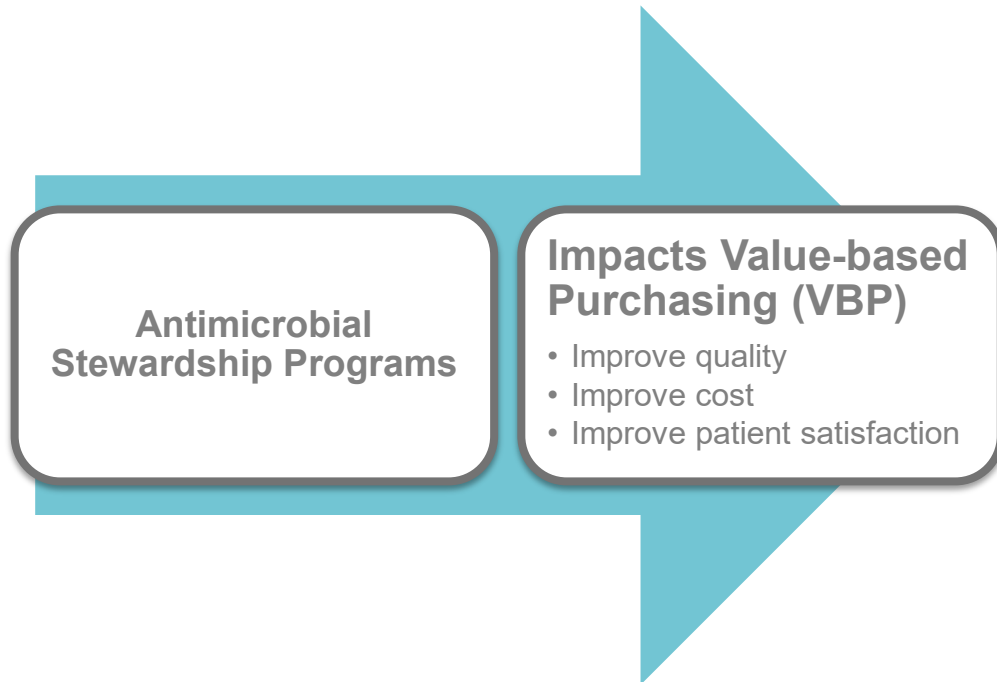 Antimicrobial
Stewardship Programs
Impacts Value-based
Purchasing (VBP)
• Improve quality
• Improve cost
• Improve patient satisfaction